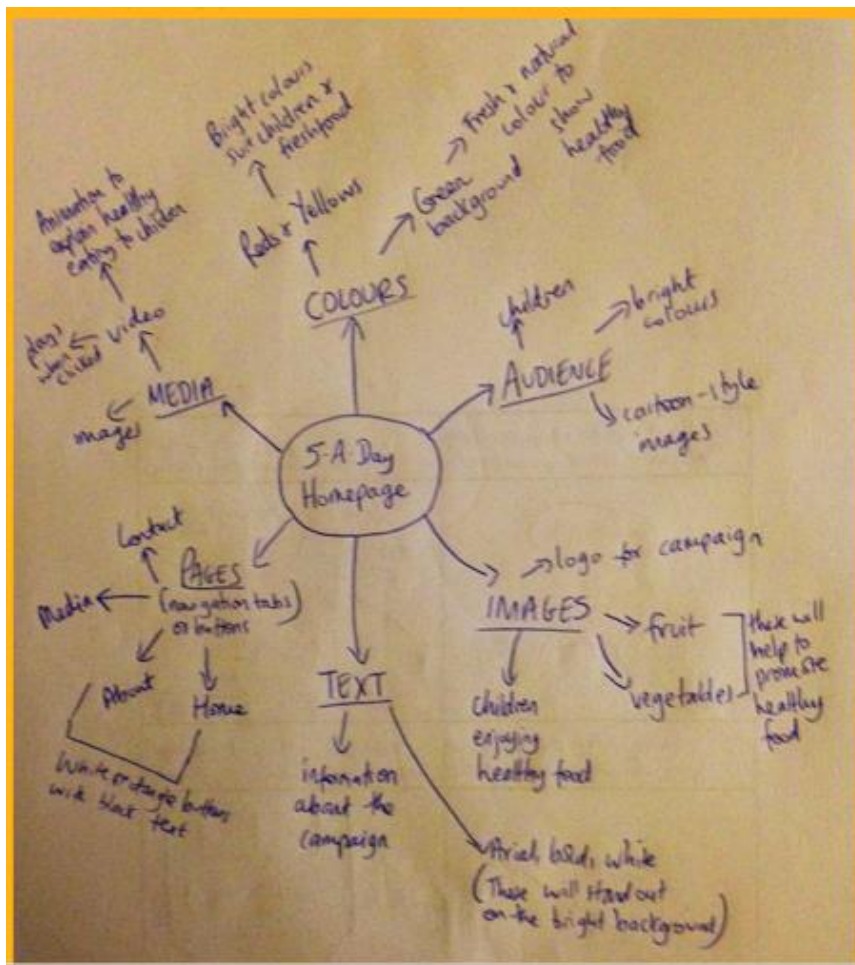 5-A-Day
Homepage
COLOURS
Reds & Yellows
Bright colours
suit children &
fresh food
Green
background
Fresh & natural
colour to
show
healthy
food
AUDIENCE
children
bright
colours
cartoon-style
images
IMAGES
logo for campaign
fruit
vegetables
these will
help to
promote
healthy
food
children
enjoying
healthy food
TEXT
information
about the
campaign
Arial, bold, white
(These will stand out
on the bright background)
PAGES
(navigation tabs)
or buttons
Contact
Media
About
Home
White or orange buttons
with black text
MEDIA
images
video
plays
when
clicked
Animation to
explain healthy
eating to children